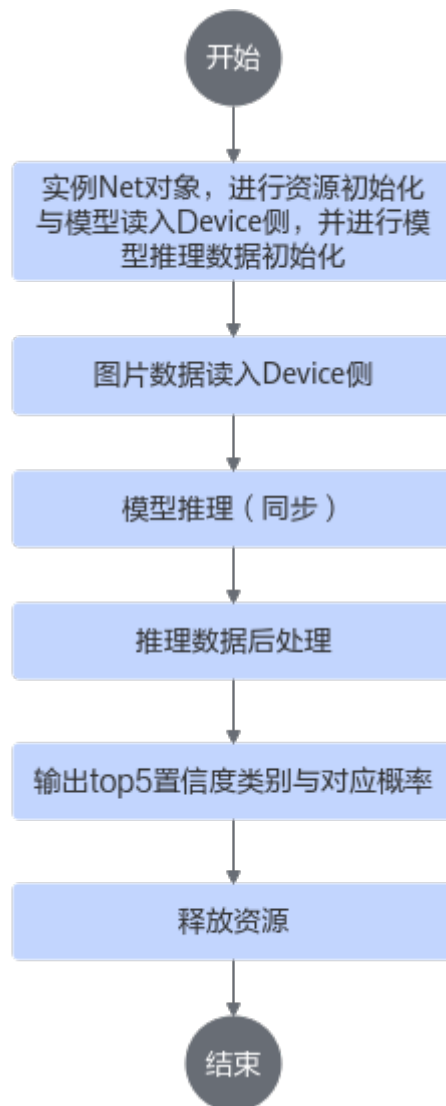 开始
实例Net对象，进行资源初始化
与模型读入Device侧，并进行模
型推理数据初始化
图片数据读入Device侧
模型推理（同步）
推理数据后处理
输出top5置信度类别与对应概率
释放资源
结束